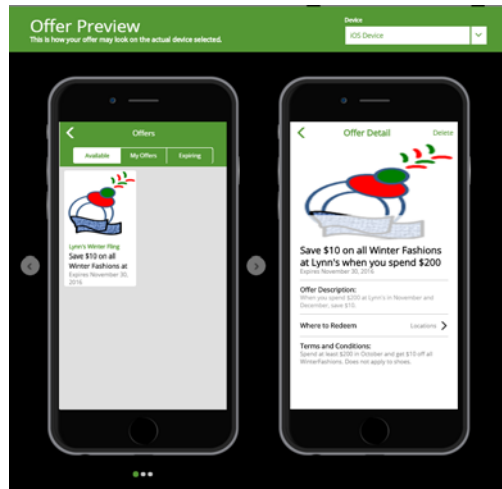 Offer Preview
This is how your offer may look on the actual device selected.
Device
iOS Device
Offers
Available
My Offers
Expiring
Lynn's Winter Fling
Save $10 on all
Winter Fashions at
Expires November 30,
2016
Offer Detail
Delete
Save $10 on all Winter Fashions
at Lynn's when you spend $200
Expires November 30, 2016
Offer Description:
When you spend $200 at Lynn's in November and
December, save $10.
Where to Redeem
Locations
Terms and Conditions:
Spend at least $200 in October and get $10 off all
WinterFashions. Does not apply to shoes.